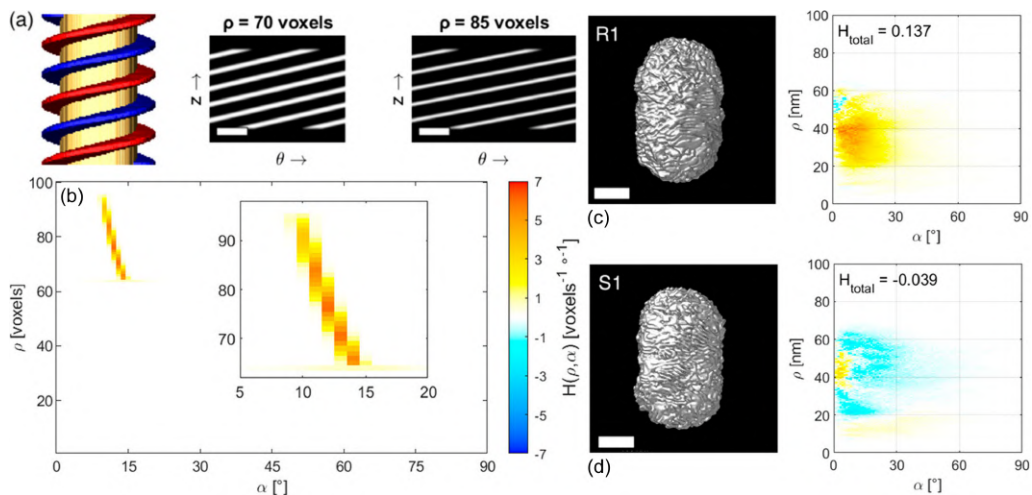 (a)
ρ = 70 voxels
ρ = 85 voxels
Z →
Z →
θ →
θ →
(b)
100
80
60
40
20
0
15
30
45
60
75
90
ρ [voxels]
α [°]
90
80
70
5
10
15
20
7
5
3
1
-1
-3
-5
-7
H(ρ,α) [voxels⁻¹ °⁻¹]
R1
(c)
H_total = 0.137
100
80
60
40
20
0
0
30
60
90
ρ [nm]
α [°]
S1
(d)
H_total = -0.039
100
80
60
40
20
0
0
30
60
90
ρ [nm]
α [°]